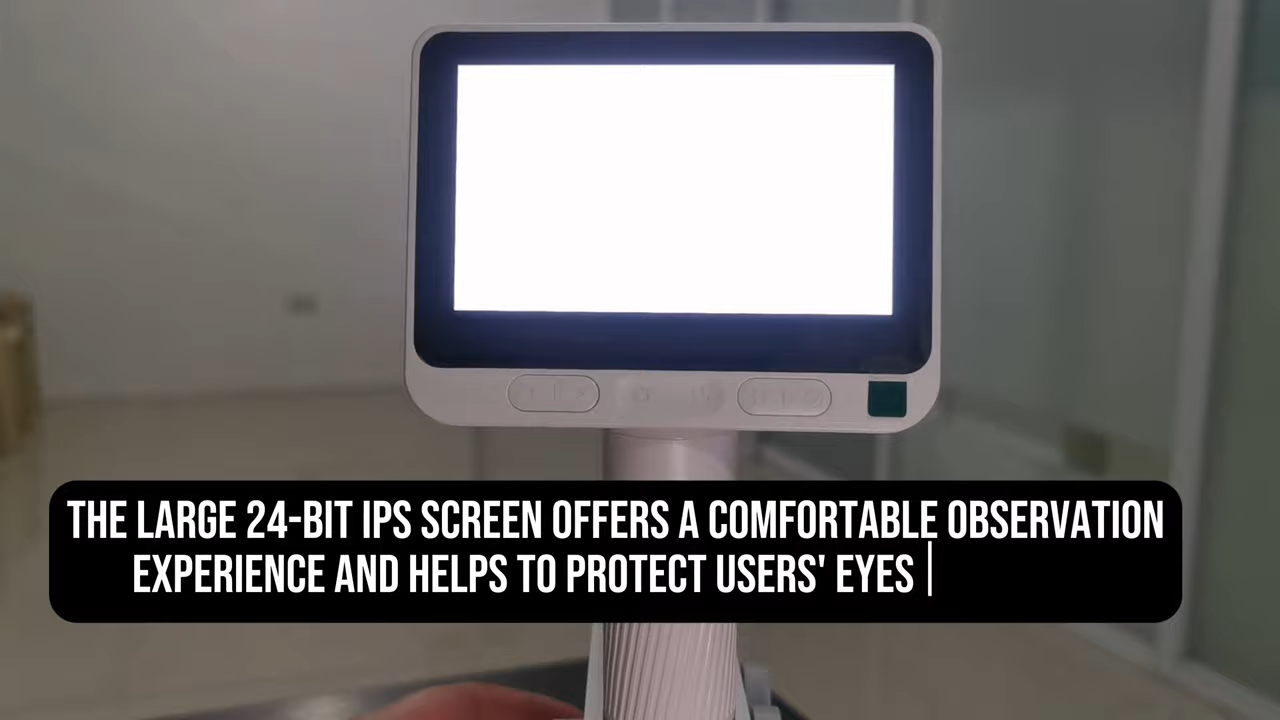 THE LARGE 24-BIT IPS SCREEN OFFERS A COMFORTABLE OBSERVATION
EXPERIENCE AND HELPS TO PROTECT USERS' EYES